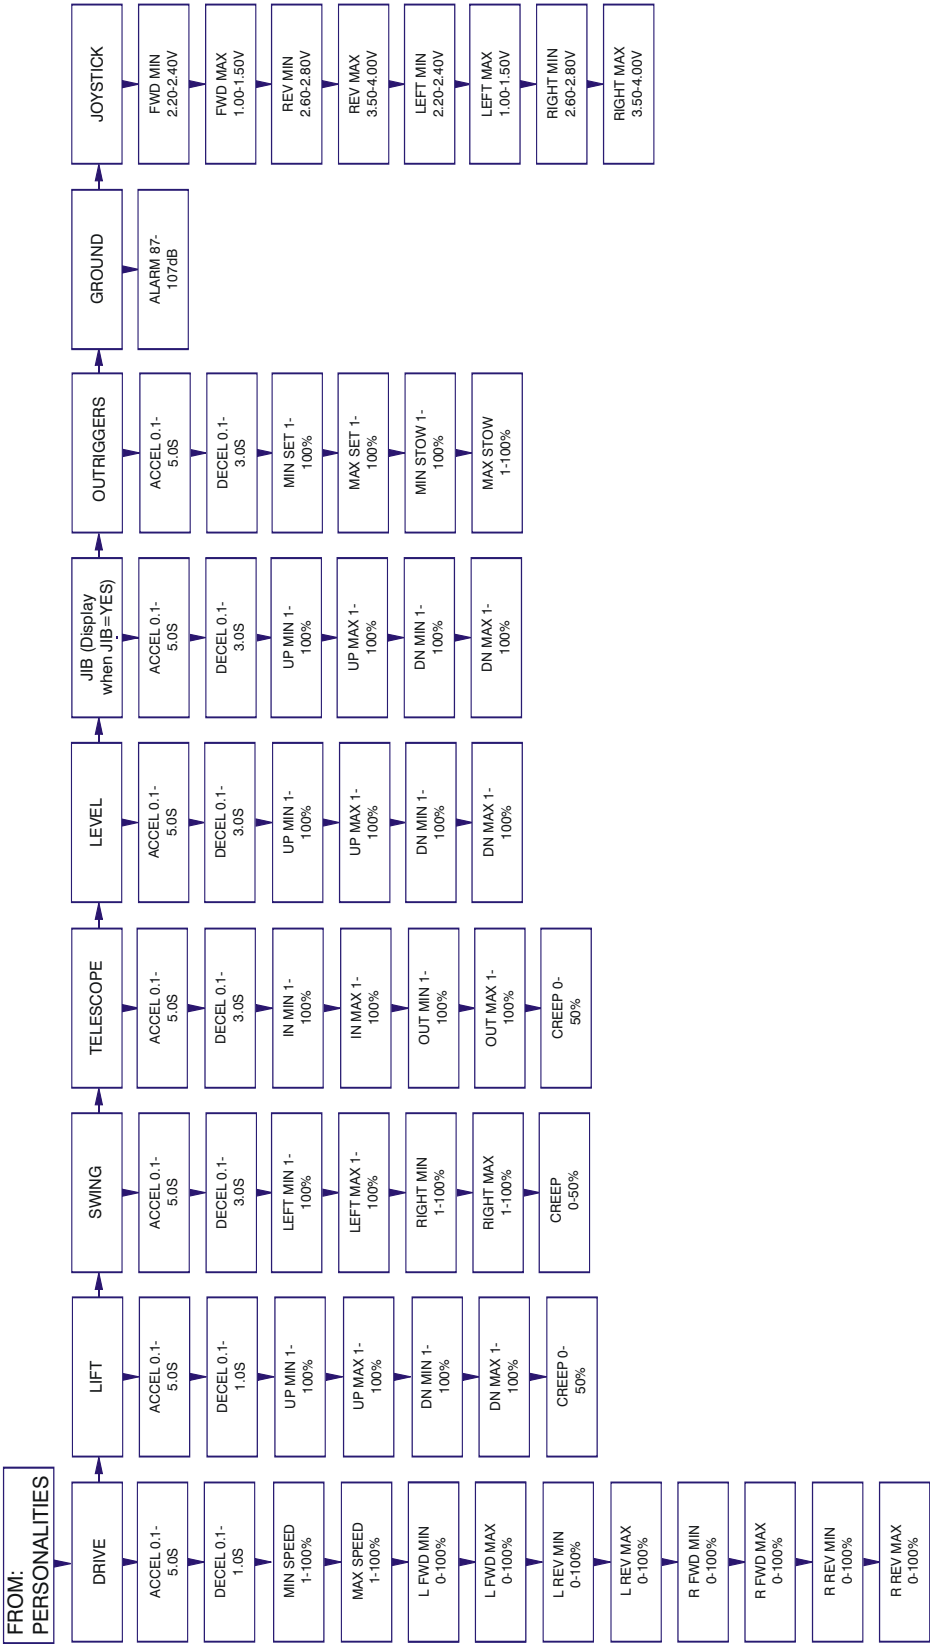 FROM:
PERSONALITIES
DRIVE
ACCEL 0.1-
5.0S
DECEL 0.1-
1.0S
MIN SPEED
1-100%
MAX SPEED
1-100%
L FWD MIN
0-100%
L FWD MAX
0-100%
L REV MIN
0-100%
L REV MAX
0-100%
R FWD MIN
0-100%
R FWD MAX
0-100%
R REV MIN
0-100%
R REV MAX
0-100%
LIFT
ACCEL 0.1-
5.0S
DECEL 0.1-
1.0S
UP MIN 1-
100%
UP MAX 1-
100%
DN MIN 1-
100%
DN MAX 1-
100%
CREEP 0-
50%
SWING
ACCEL 0.1-
5.0S
DECEL 0.1-
3.0S
LEFT MIN 1-
100%
LEFT MAX 1-
100%
RIGHT MIN
1-100%
RIGHT MAX
1-100%
CREEP
0-50%
TELESCOPE
ACCEL 0.1-
5.0S
DECEL 0.1-
3.0S
IN MIN 1-
100%
IN MAX 1-
100%
OUT MIN 1-
100%
OUT MAX 1-
100%
CREEP 0-
50%
LEVEL
ACCEL 0.1-
5.0S
DECEL 0.1-
3.0S
UP MIN 1-
100%
UP MAX 1-
100%
DN MIN 1-
100%
DN MAX 1-
100%
JIB (Display
when JIB=YES)
ACCEL 0.1-
5.0S
DECEL 0.1-
3.0S
UP MIN 1-
100%
UP MAX 1-
100%
DN MIN 1-
100%
DN MAX 1-
100%
OUTRIGGERS
ACCEL 0.1-
5.0S
DECEL 0.1-
3.0S
MIN SET 1-
100%
MAX SET 1-
100%
MIN STOW 1-
100%
MAX STOW
1-100%
GROUND
ALARM 87-
107dB
JOYSTICK
FWD MIN
2.20-2.40V
FWD MAX
1.00-1.50V
REV MIN
2.60-2.80V
REV MAX
3.50-4.00V
LEFT MIN
2.20-2.40V
LEFT MAX
1.00-1.50V
RIGHT MIN
2.60-2.80V
RIGHT MAX
3.50-4.00V